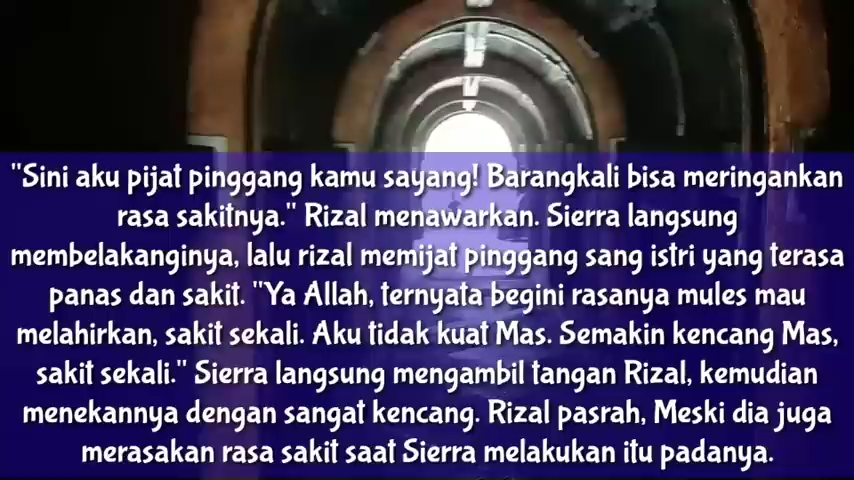 "Sini aku pijat pinggang kamu sayang! Barangkali bisa meringankan
rasa sakitnya." Rizal menawarkan. Sierra langsung
membelakanginya, lalu rizal memijat pinggang sang istri yang terasa
panas dan sakit. "Ya Allah, ternyata begini rasanya mules mau
melahirkan, sakit sekali. Aku tidak kuat Mas. Semakin kencang Mas,
sakit sekali." Sierra langsung mengambil tangan Rizal, kemudian
menekannya dengan sangat kencang. Rizal pasrah, Meski dia juga
merasakan rasa sakit saat Sierra melakukan itu padanya.